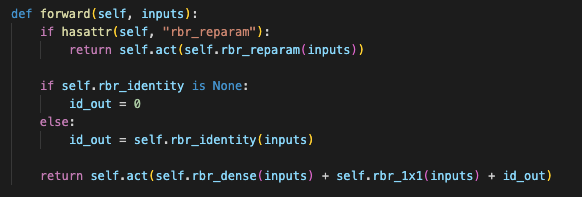 def forward(self, inputs):
    if hasattr(self, "rbr_reparam"):
        return self.act(self.rbr_reparam(inputs))

    if self.rbr_identity is None:
        id_out = 0
    else:
        id_out = self.rbr_identity(inputs)

    return self.act(self.rbr_dense(inputs) + self.rbr_1x1(inputs) + id_out)